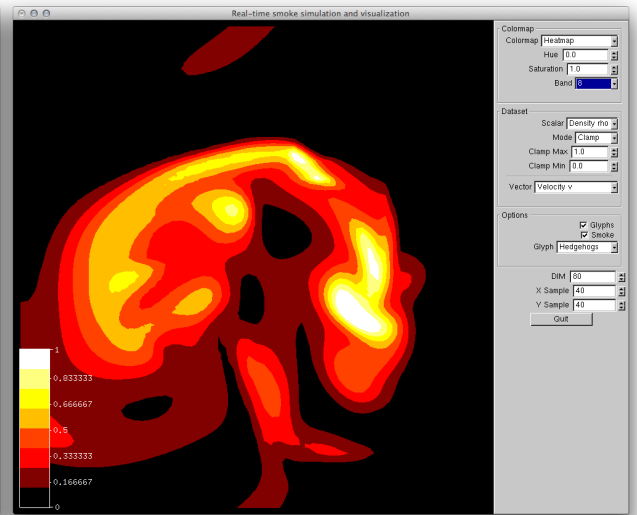 Real-time smoke simulation and visualization
Colormap
Colormap Heatmap
Hue 0.0
Saturation 1.0
Band 8
Dataset
Scalar Density rho
Mode Clamp
Clamp Max 1.0
Clamp Min 0.0
Vector Velocity v
Options
Glyphs
Smoke
Glyph Hedgehogs
DIM 80
X Sample 40
Y Sample 40
Quit
1
0.833333
0.666667
0.5
0.333333
0.166667
0